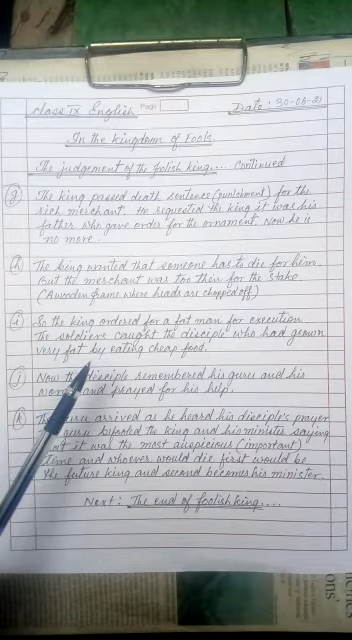 Class IX English Page Date: 30-06-21
In the kingdom of Fools.
The judgement of the foolish king.... Continued
(g) The king passed death sentence (punishment) for the
rich merchant. He requested the king it was his
father who gave order for the ornament. Now he is
no more.
(h) The king wanted that someone has to die for him.
But the merchant was too thin for the stake
(A wooden frame where heads are chopped off)
(i) So the king ordered for a fat man for execution.
The soldiers caught the disciple who had grown
very fat by eating cheap food.
(j) Now the disciple remembered his guru and his
and prayed for his help.
(k) The guru arrived as he heard his disciple's prayer
guru the king and his minister saying
it was the most auspicious (important)
time and whoever would die first would be
the future king and second becomes his minister.
Next: The end of foolish king....
ons'